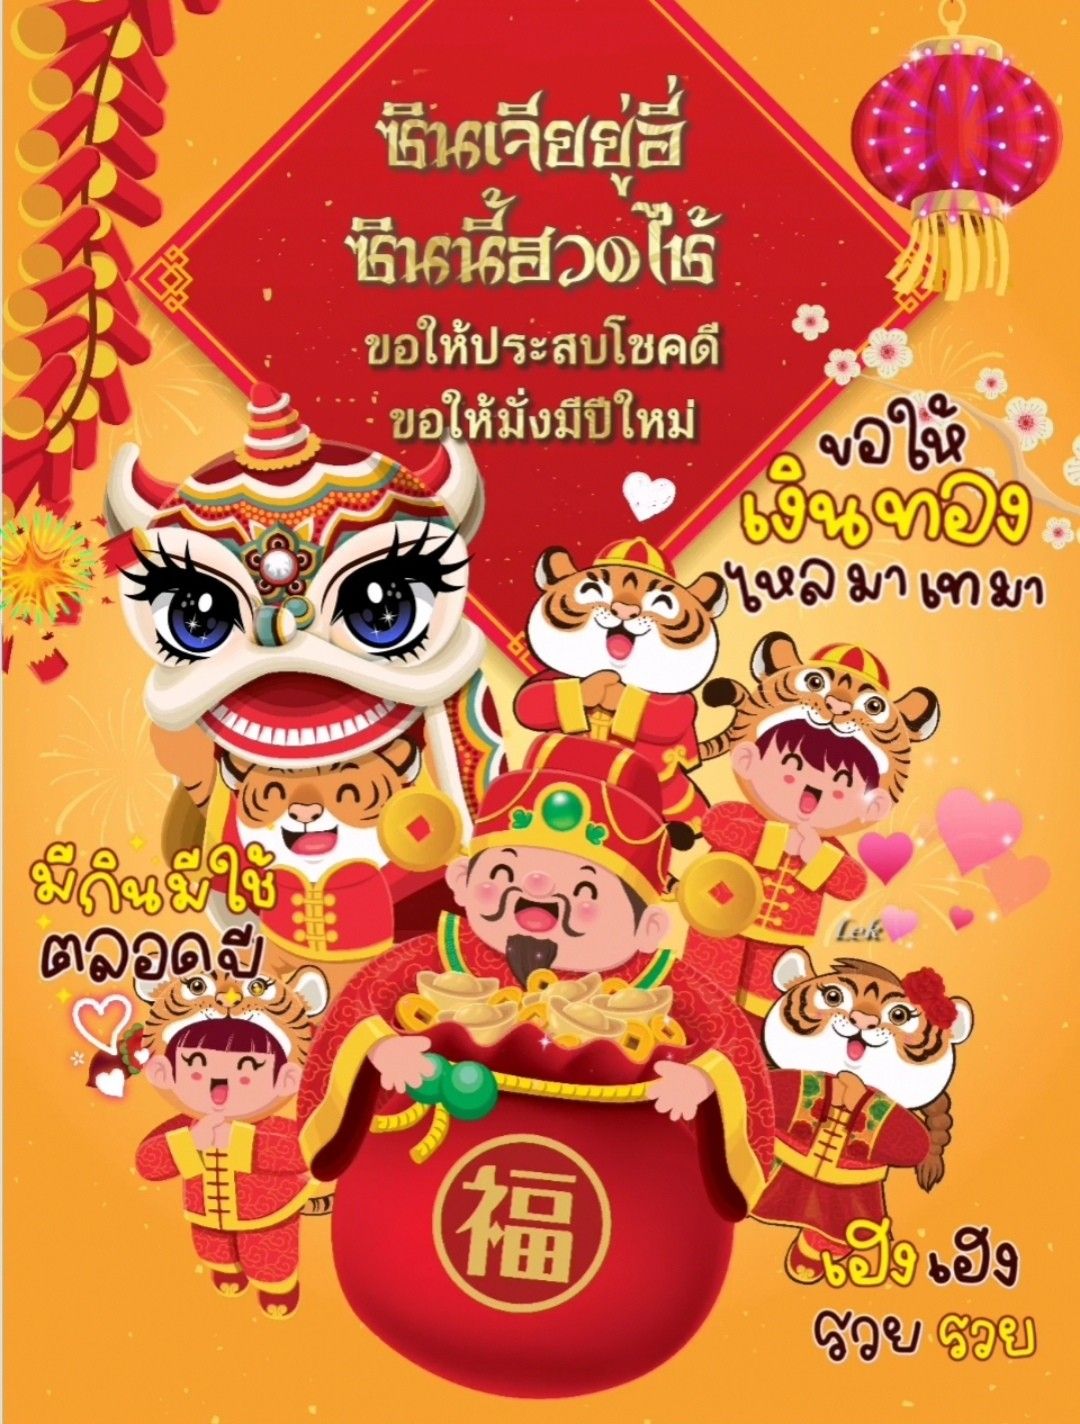 ซินเจียยู่อี่
ซินนี้ฮวดไช้
ขอให้ประสบโชคดี
ขอให้มั่งมีปีใหม่
ขอให้
เงินทอง
ไหลมาเทมา
มีกินมีใช้
ตลอดปี
Lek
福
เฮงเฮง
รวย รวย